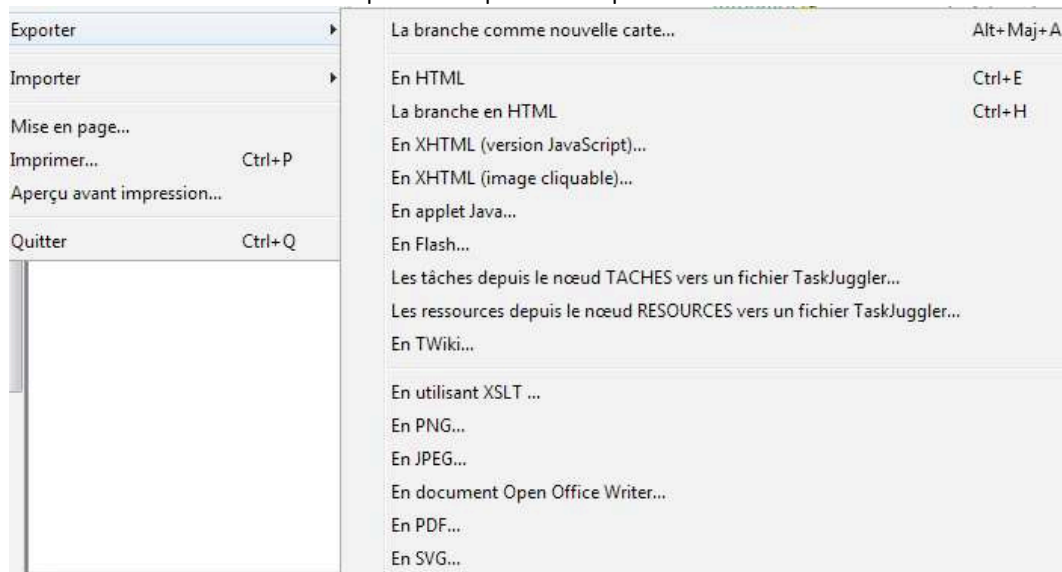 Exporter
Importer
Mise en page...
Imprimer... Ctrl+P
Aperçu avant impression...
Quitter Ctrl+Q
La branche comme nouvelle carte... Alt+Maj+A
En HTML Ctrl+E
La branche en HTML Ctrl+H
En XHTML (version JavaScript)...
En XHTML (image cliquable)...
En applet Java...
En Flash...
Les tâches depuis le nœud TACHES vers un fichier TaskJuggler...
Les ressources depuis le nœud RESOURCES vers un fichier TaskJuggler...
En TWiki...
En utilisant XSLT ...
En PNG...
En JPEG...
En document Open Office Writer...
En PDF...
En SVG...